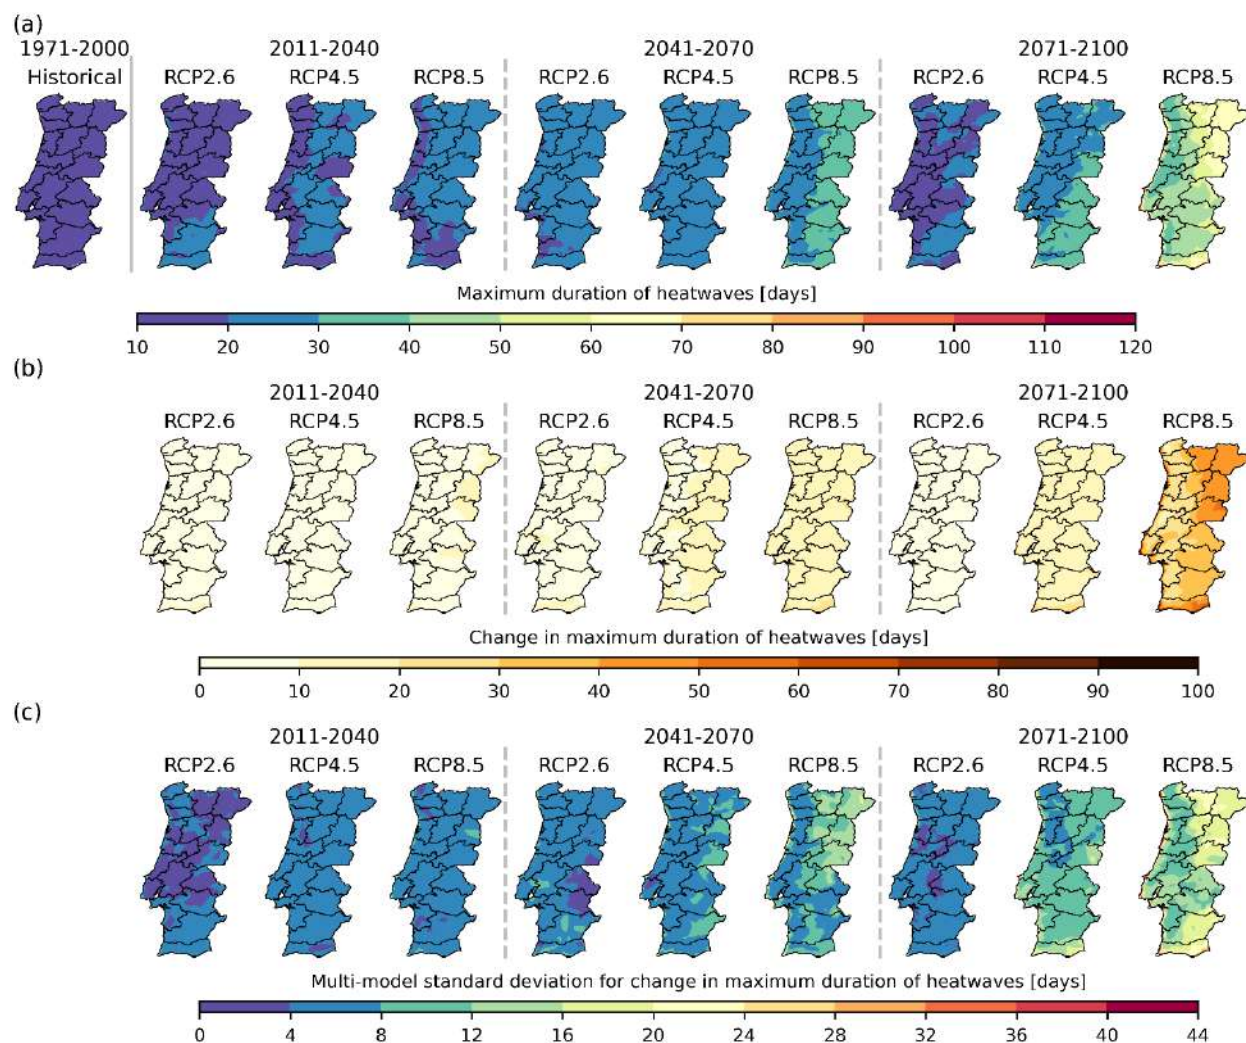 (a)
1971-2000 2011-2040 2041-2070 2071-2100
Historical RCP2.6 RCP4.5 RCP8.5 RCP2.6 RCP4.5 RCP8.5 RCP2.6 RCP4.5 RCP8.5
Maximum duration of heatwaves [days]
10 20 30 40 50 60 70 80 90 100 110 120
(b)
2011-2040 2041-2070 2071-2100
RCP2.6 RCP4.5 RCP8.5 RCP2.6 RCP4.5 RCP8.5 RCP2.6 RCP4.5 RCP8.5
Change in maximum duration of heatwaves [days]
0 10 20 30 40 50 60 70 80 90 100
(c)
2011-2040 2041-2070 2071-2100
RCP2.6 RCP4.5 RCP8.5 RCP2.6 RCP4.5 RCP8.5 RCP2.6 RCP4.5 RCP8.5
Multi-model standard deviation for change in maximum duration of heatwaves [days]
0 4 8 12 16 20 24 28 32 36 40 44